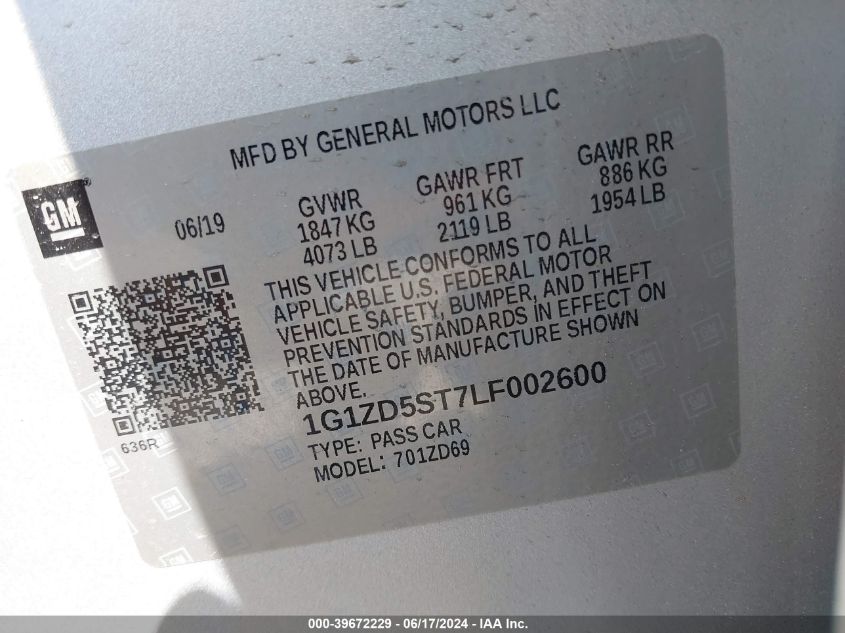 MFD BY GENERAL MOTORS LLC
GM®
06/19
GVWR
1847 KG
4073 LB
GAWR FRT
961 KG
2119 LB
GAWR RR
886 KG
1954 LB
THIS VEHICLE CONFORMS TO ALL
APPLICABLE U.S. FEDERAL MOTOR
VEHICLE SAFETY, BUMPER, AND THEFT
PREVENTION STANDARDS IN EFFECT ON
THE DATE OF MANUFACTURE SHOWN
ABOVE.
1G1ZD5ST7LF002600
TYPE: PASS CAR
MODEL: 701ZD69
636R
000-39672229 - 06/17/2024 - IAA Inc.